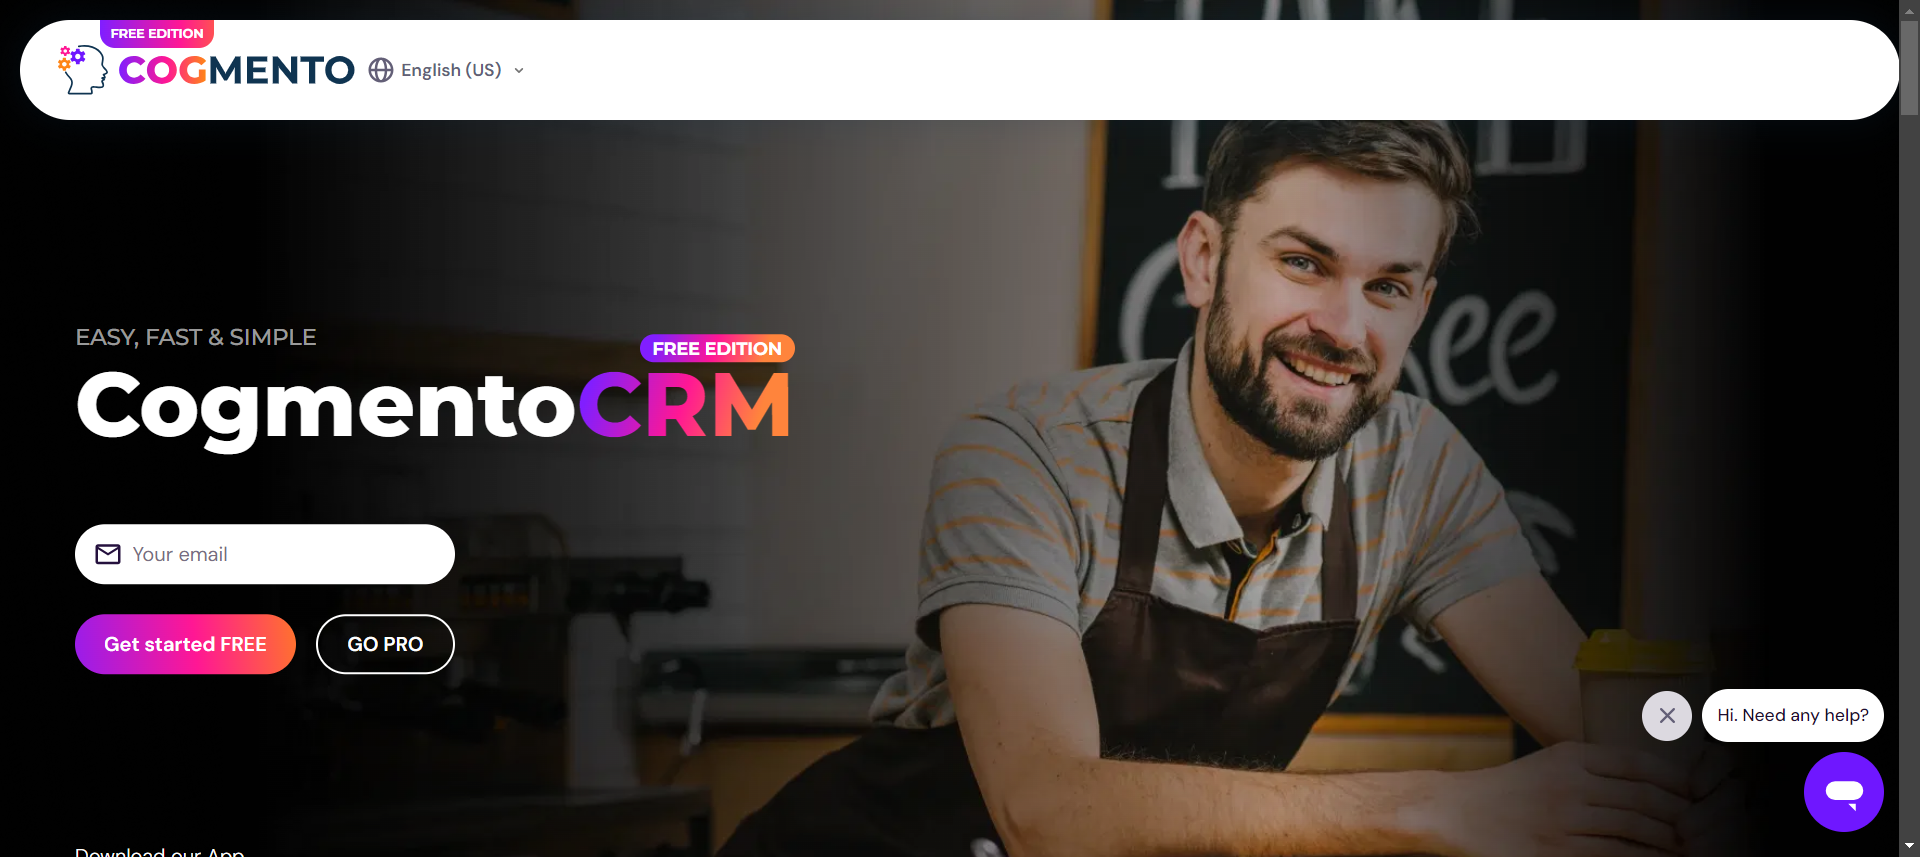 FREE EDITION
COGMENTO
English (US)
EASY, FAST & SIMPLE
FREE EDITION
CogmentoCRM
Your email
Get started FREE
GO PRO
Hi. Need any help?
Download our App